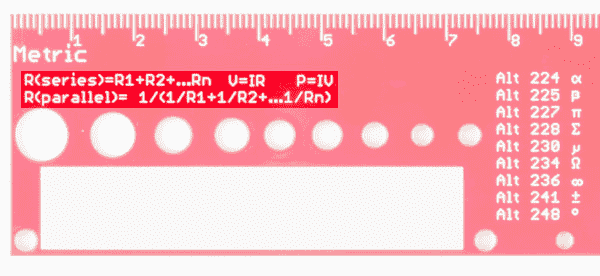 1 2 3 4 5 6 7 8 9
Metric
R(series)=R1+R2+...Rn V=IR P=IV
R(parallel)= 1/(1/R1+1/R2+...1/Rn)
Alt 224 α
Alt 225 β
Alt 227 π
Alt 228 Σ
Alt 230 μ
Alt 234 Ω
Alt 236 ∞
Alt 241 ±
Alt 248 °